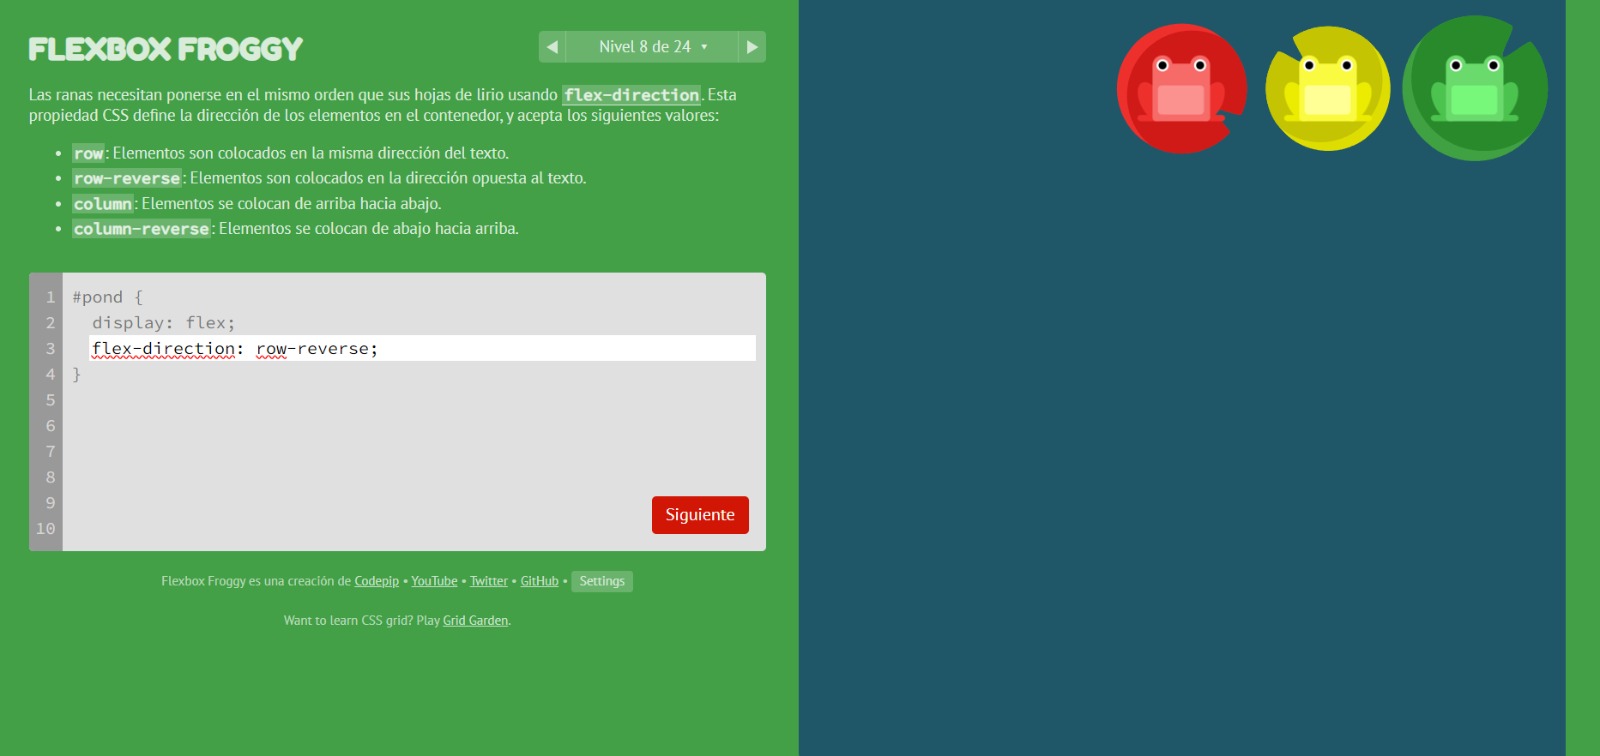 FLEXBOX FROGGY
◀ Nivel 8 de 24 ▾ ▶
Las ranas necesitan ponerse en el mismo orden que sus hojas de lirio usando flex-direction. Esta
propiedad CSS define la dirección de los elementos en el contenedor, y acepta los siguientes valores:
• row: Elementos son colocados en la misma dirección del texto.
• row-reverse: Elementos son colocados en la dirección opuesta al texto.
• column: Elementos se colocan de arriba hacia abajo.
• column-reverse: Elementos se colocan de abajo hacia arriba.
1 #pond {
2 display: flex;
3 flex-direction: row-reverse;
4 }
5
6
7
8
9
10
Siguiente
Flexbox Froggy es una creación de Codepip • YouTube • Twitter • GitHub • Settings
Want to learn CSS grid? Play Grid Garden.